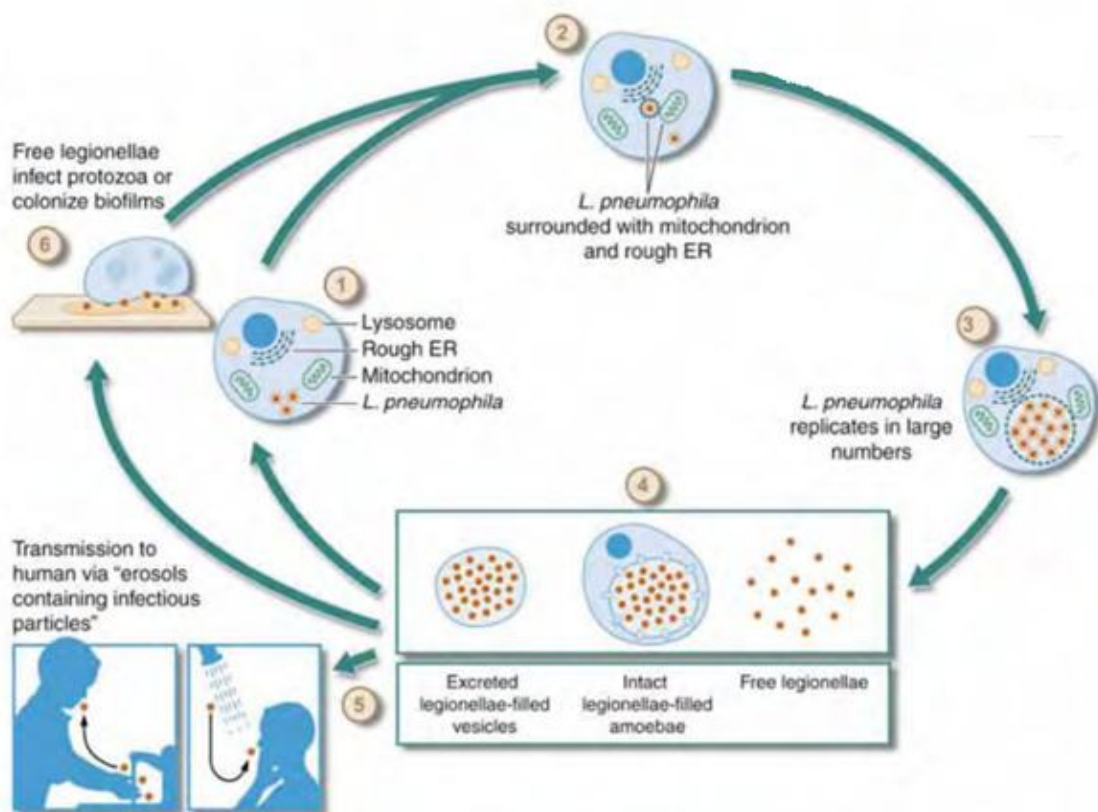 2
Free legionellae
infect protozoa or
colonize biofilms
6
L. pneumophila
surrounded with mitochondrion
and rough ER
1
Lysosome
Rough ER
Mitochondrion
L. pneumophila
3
L. pneumophila
replicates in large
numbers
4
Transmission to
human via “erosols
containing infectious
particles”
5
Excreted
legionellae-filled
vesicles
Intact
legionellae-filled
amoebae
Free legionellae